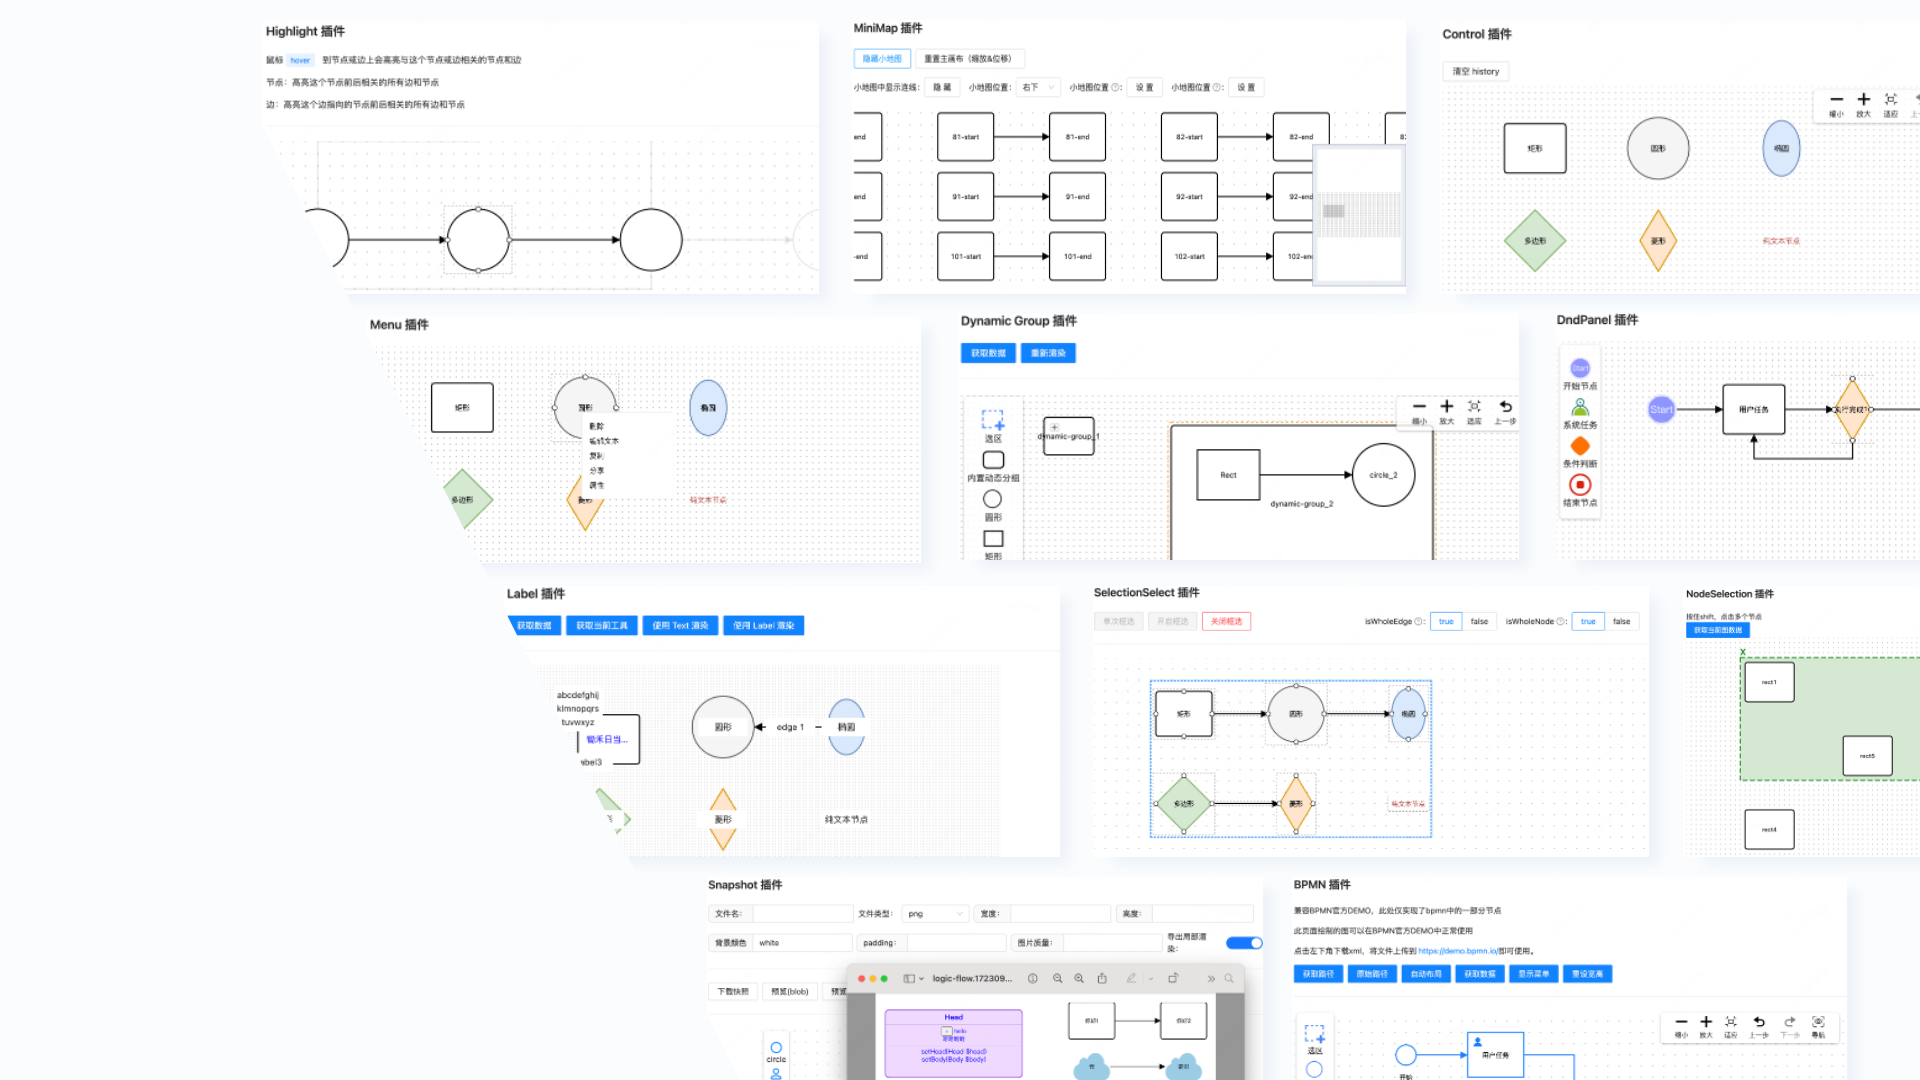 Highlight 插件
鼠标 hover 到节点或边上会高亮与这个节点或边相关的节点和边
节点：高亮这个节点前后相关的所有边和节点
边：高亮这个边指向的节点前后相关的所有边和节点
MiniMap 插件
隐藏小地图 重置主画布（缩放&位移）
小地图中显示连线： 隐 藏 小地图位置： 右下 小地图位置： 设 置 小地图位置： 设 置
end 81-start 81-end 82-start 82-end
end 91-start 91-end 92-start 92-end
-end 101-start 101-end 102-start
Control 插件
清空 history
缩小 放大 适应
矩形 圆形 椭圆
多边形 菱形 纯文本节点
Menu 插件
矩形 圆形 椭圆
删除
编辑文本
复制
分享
属性
多边形 菱形 纯文本节点
Dynamic Group 插件
获取数据 重新渲染
选区
内置动态分组
圆形
矩形
dynamic-group_1
缩小 放大 适应 上一步
Rect circle_2
dynamic-group_2
DndPanel 插件
Start
开始节点
系统任务
条件判断
结束节点
Start 用户任务
Label 插件
获取数据 获取当前工具 使用 Text 渲染 使用 Label 渲染
abcdefghij
klmnopqrs
tuvwxyz
锄禾日当...
圆形 edge 1 椭圆
菱形 纯文本节点
SelectionSelect 插件
单次框选 开启框选 关闭框选 isWholeEdge : true false isWholeNode : true false
矩形 圆形 椭圆
多边形 菱形 纯文本节点
NodeSelection 插件
按住shift，点击多个节点
获取当前图数据
X
rect1
rect5
rect4
Snapshot 插件
文件名： 文件类型： png 宽度： 高度：
背景颜色 white padding： 图片质量： 导出局部渲
染：
下载快照 预览(blob) 预览
circle
logic-flow.172309...
Head
hello
setHead(Head $head)
setBody(Body $body)
BPMN 插件
兼容BPMN官方DEMO，此处仅实现了bpmn中的一部分节点
此页面绘制的图可以在BPMN官方DEMO中正常使用
点击左下角下载xml，将文件上传到 https://demo.bpmn.io/即可使用。
获取路径 原始路径 自动布局 获取数据 显示菜单 重设宽高
缩小 放大 适应 上一步 下一步 导航
选区
用户任务
开始